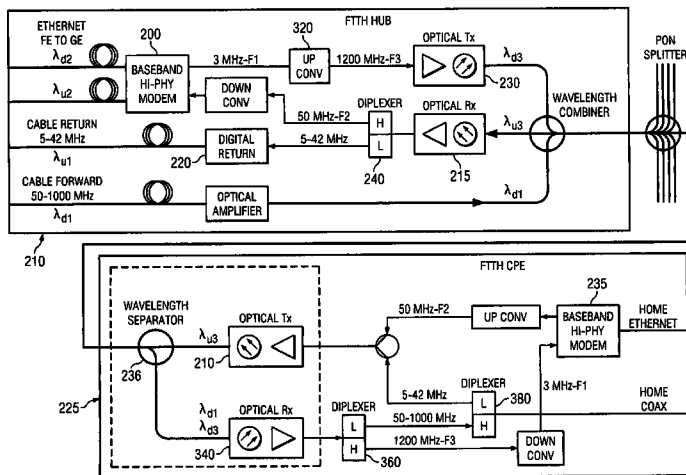 ETHERNET
FE TO GE
λd2
λu2
CABLE RETURN
5–42 MHz
λu1
CABLE FORWARD
50–1000 MHz
λd1
210
FTTH HUB
200
BASEBAND
HI-PHY
MODEM
3 MHz-F1
320
UP
CONV
1200 MHz-F3
OPTICAL Tx
230
λd3
DOWN
CONV
50 MHz-F2
5–42 MHz
DIPLEXER
H
L
240
OPTICAL Rx
215
λu3
WAVELENGTH
COMBINER
PON
SPLITTER
220
DIGITAL
RETURN
OPTICAL
AMPLIFIER
λd1
FTTH CPE
225
WAVELENGTH
SEPARATOR
236
λu3
OPTICAL Tx
210
λd1
λd3
OPTICAL Rx
340
DIPLEXER
L
H
360
50 MHz-F2
UP CONV
235
BASEBAND
HI-PHY
MODEM
HOME
ETHERNET
3 MHz-F1
5–42 MHz
DIPLEXER
L
H
380
50–1000 MHz
1200 MHz-F3
DOWN
CONV
HOME
COAX